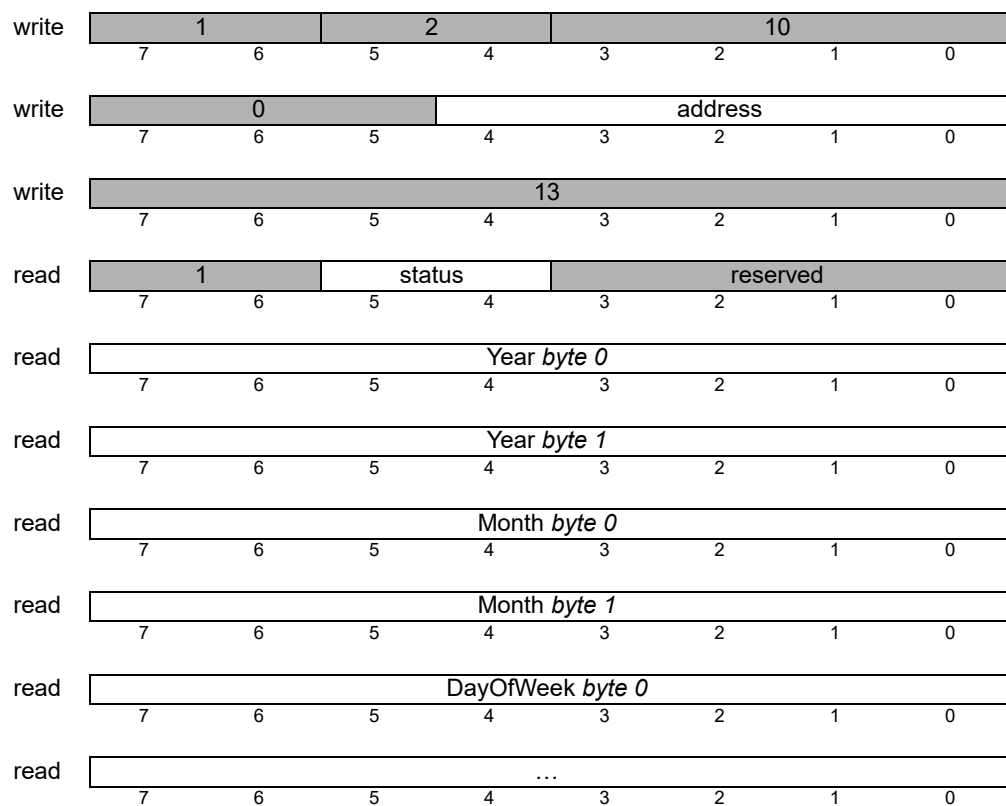 write 1 2 10
7 6 5 4 3 2 1 0
write 0 address
7 6 5 4 3 2 1 0
write 13
7 6 5 4 3 2 1 0
read 1 status reserved
7 6 5 4 3 2 1 0
read Year byte 0
7 6 5 4 3 2 1 0
read Year byte 1
7 6 5 4 3 2 1 0
read Month byte 0
7 6 5 4 3 2 1 0
read Month byte 1
7 6 5 4 3 2 1 0
read DayOfWeek byte 0
7 6 5 4 3 2 1 0
read …
7 6 5 4 3 2 1 0